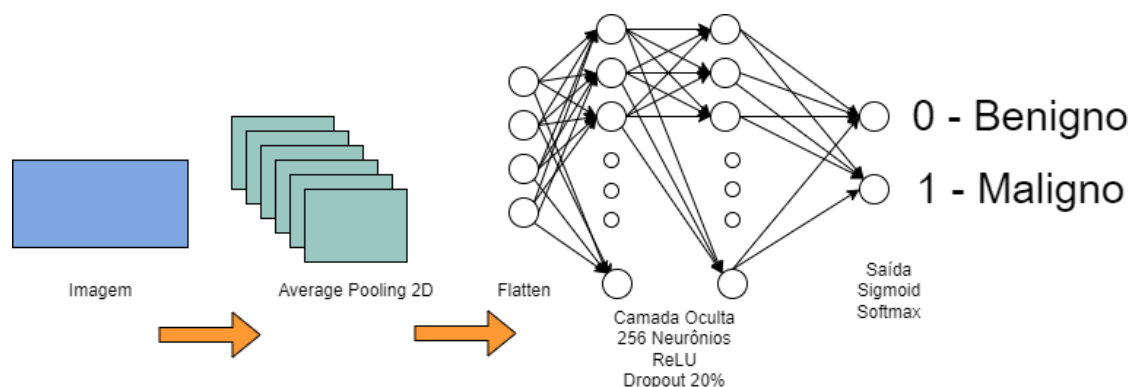 0 - Benigno
1 - Maligno
Imagem
Average Pooling 2D
Flatten
Camada Oculta
256 Neurônios
ReLU
Dropout 20%
Saída
Sigmoid
Softmax